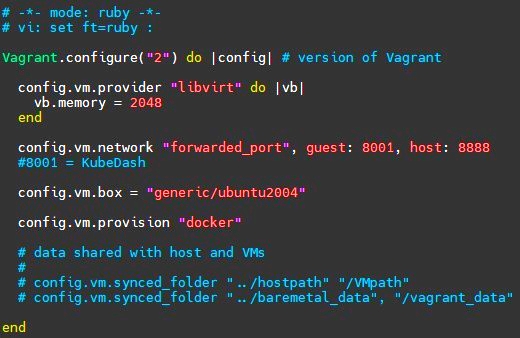 # -*- mode: ruby -*-
# vi: set ft=ruby :
Vagrant.configure("2") do |config| # version of Vagrant
config.vm.provider "libvirt" do |vb|
vb.memory = 2048
end
config.vm.network "forwarded_port", guest: 8001, host: 8888
#8001 = KubeDash
config.vm.box = "generic/ubuntu2004"
config.vm.provision "docker"
# data shared with host and VMs
#
# config.vm.synced_folder "../hostpath" "/VMpath"
# config.vm.synced_folder "../baremetal_data", "/vagrant_data"
end